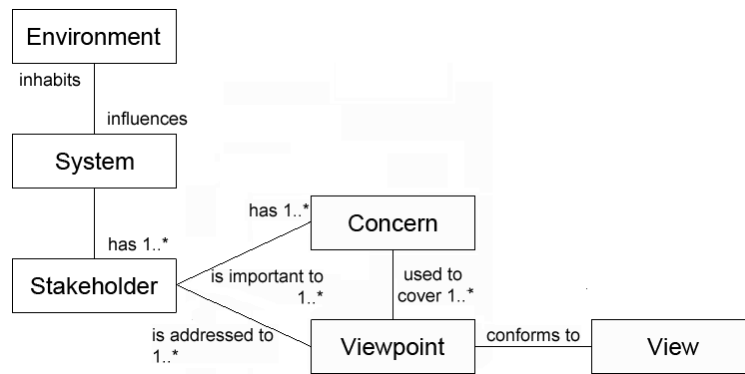 Environment
inhabits
influences
System
has 1..*
has 1..*
Concern
Stakeholder
is important to
1..*
used to
cover 1..*
is addressed to
1..*
Viewpoint
conforms to
View